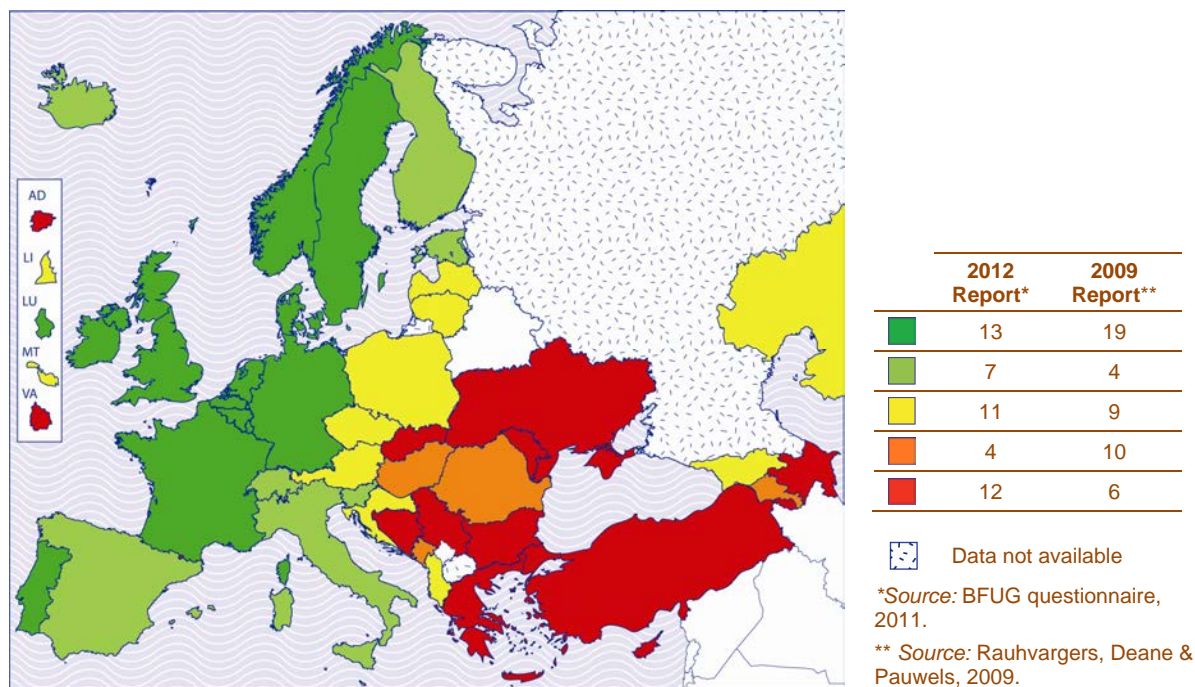 AD
LI
LU
MT
VA
2012 Report* 2009 Report**
13 19
7 4
11 9
4 10
12 6
Data not available
*Source: BFUG questionnaire,
2011.
** Source: Rauhvargers, Deane &
Pauwels, 2009.